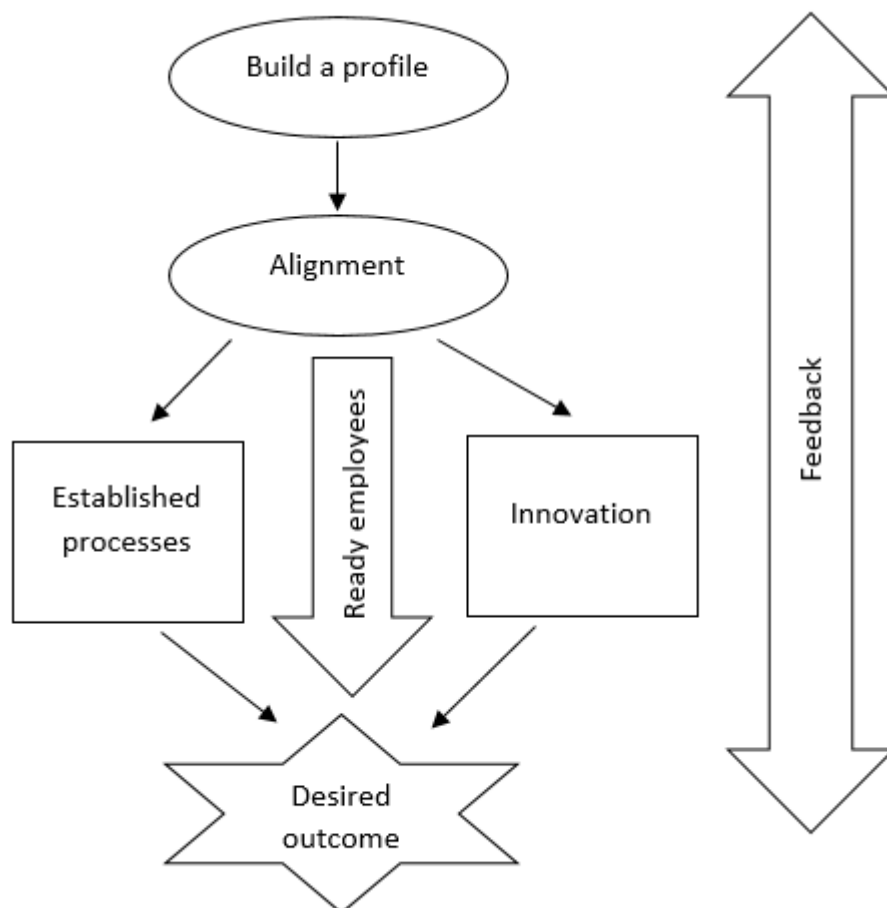 Build a profile
Alignment
Established
processes
Ready employees
Innovation
Feedback
Desired
outcome